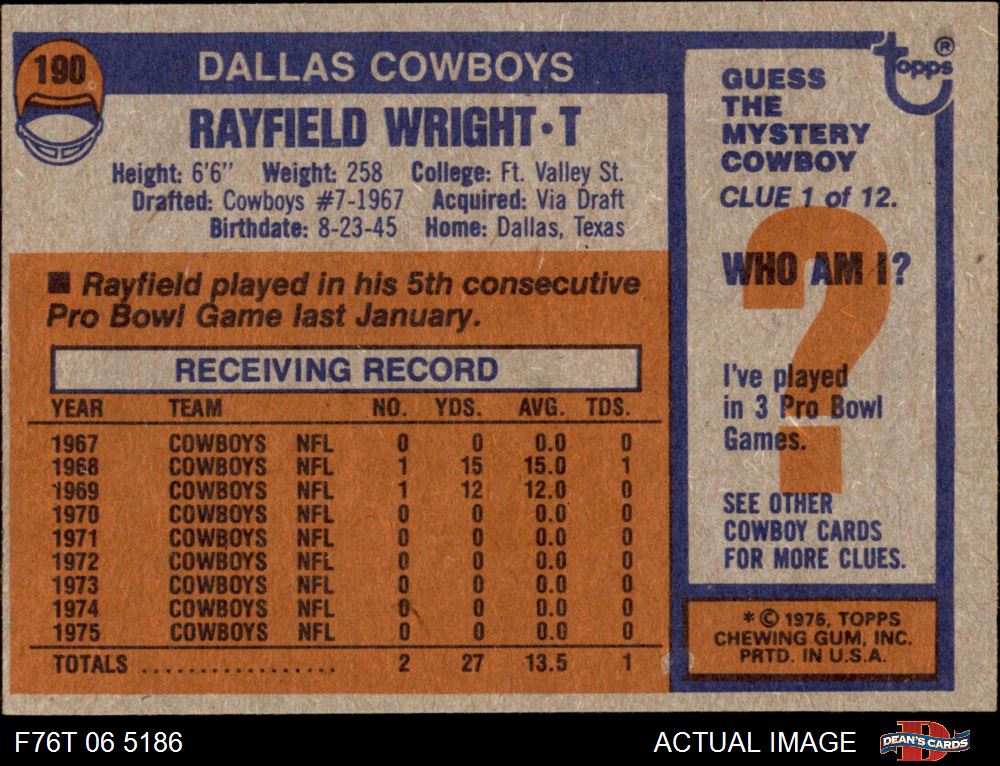 190
DALLAS COWBOYS
RAYFIELD WRIGHT • T
Height: 6'6" Weight: 258 College: Ft. Valley St.
Drafted: Cowboys #7-1967 Acquired: Via Draft
Birthdate: 8-23-45 Home: Dallas, Texas
■ Rayfield played in his 5th consecutive
Pro Bowl Game last January.
RECEIVING RECORD
YEAR TEAM NO. YDS. AVG. TDS.
1967 COWBOYS NFL 0 0 0.0 0
1968 COWBOYS NFL 1 15 15.0 1
1969 COWBOYS NFL 1 12 12.0 0
1970 COWBOYS NFL 0 0 0.0 0
1971 COWBOYS NFL 0 0 0.0 0
1972 COWBOYS NFL 0 0 0.0 0
1973 COWBOYS NFL 0 0 0.0 0
1974 COWBOYS NFL 0 0 0.0 0
1975 COWBOYS NFL 0 0 0.0 0
TOTALS ................. 2 27 13.5 1
topps ®
GUESS
THE
MYSTERY
COWBOY
CLUE 1 of 12.
?
WHO AM I?
I've played
in 3 Pro Bowl
Games.
SEE OTHER
COWBOY CARDS
FOR MORE CLUES.
* © 1976, TOPPS
CHEWING GUM, INC.
PRTD. IN U.S.A.
F76T 06 5186
ACTUAL IMAGE
D
DEAN'S CARDS